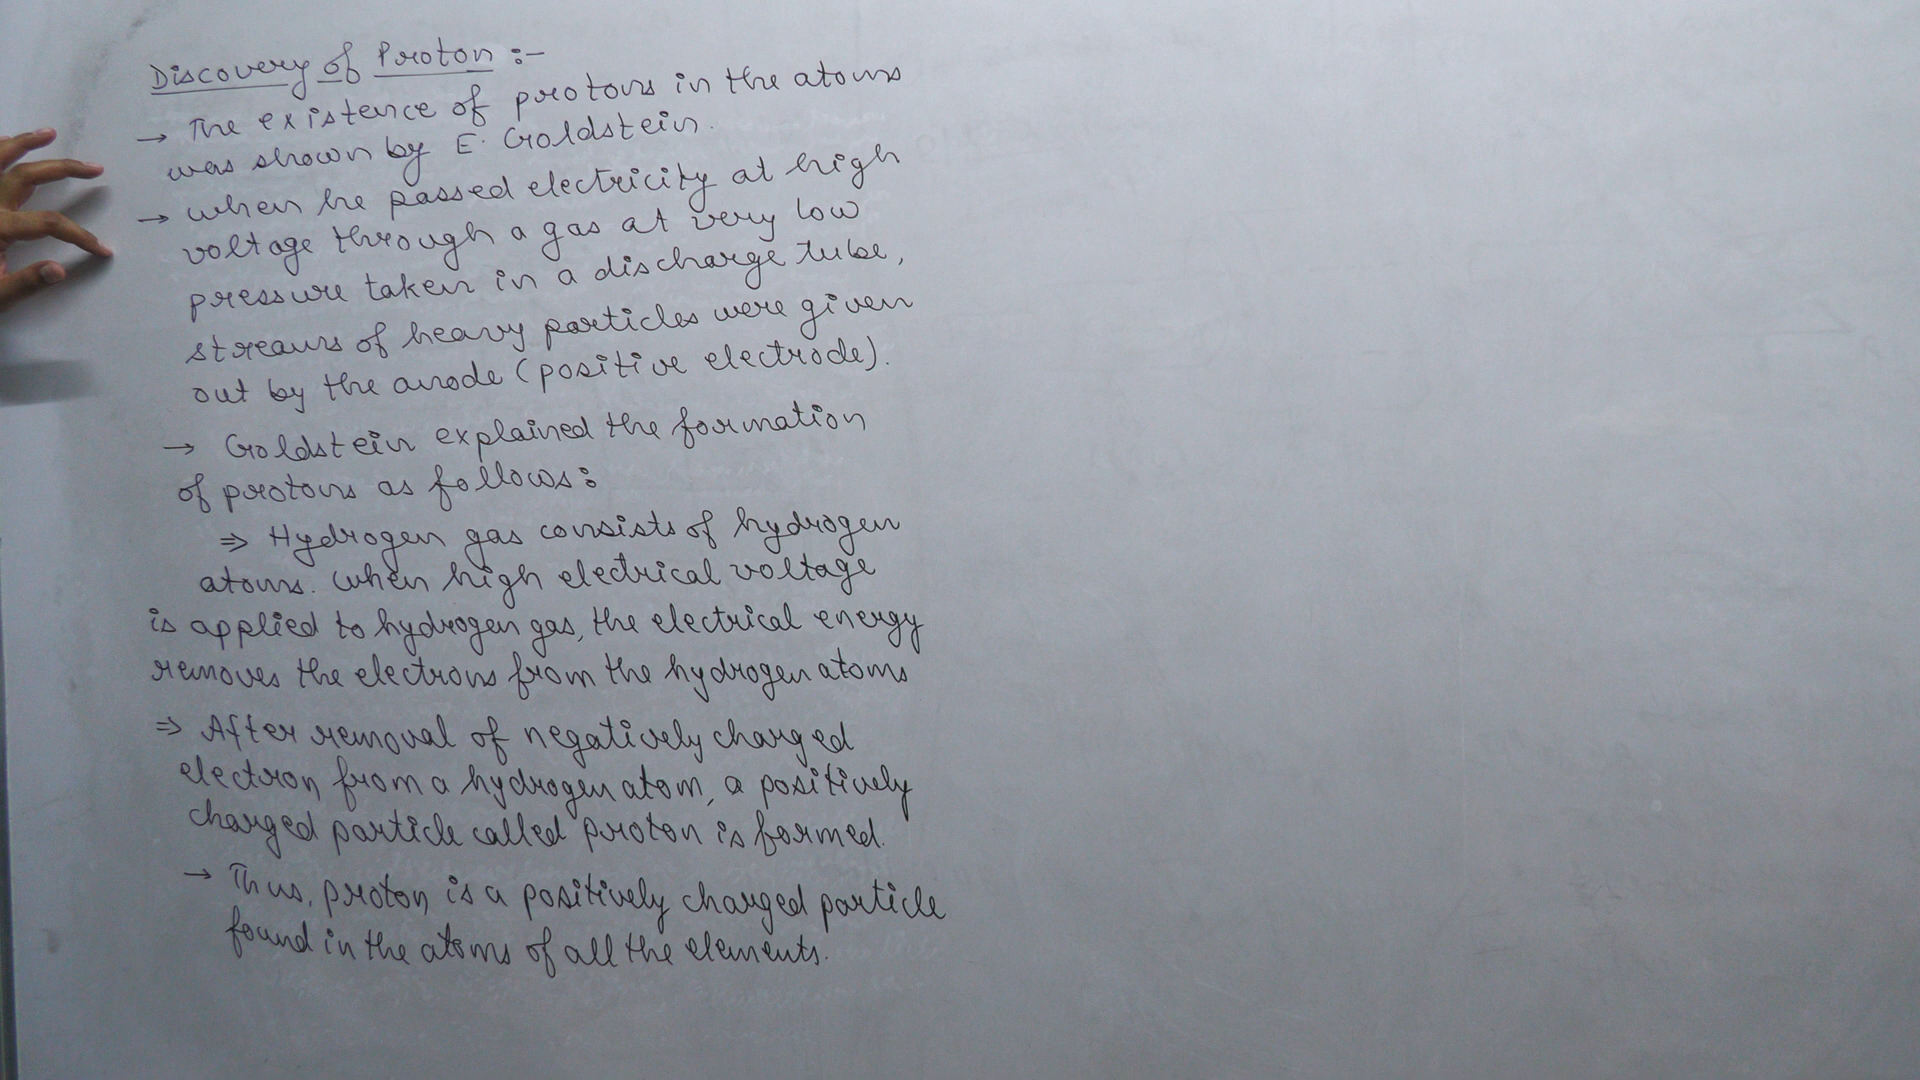 Discovery of Proton :-
→ The existence of protons in the atoms
was shown by E. Goldstein.
→ when he passed electricity at high
voltage through a gas at very low
pressure taken in a discharge tube,
streams of heavy particles were given
out by the anode (positive electrode).
→ Goldstein explained the formation
of protons as follows:
⇒ Hydrogen gas consists of hydrogen
atoms. when high electrical voltage
is applied to hydrogen gas, the electrical energy
removes the electrons from the hydrogen atoms
⇒ After removal of negatively charged
electron from a hydrogen atom, a positively
charged particle called proton is formed.
→ Thus, proton is a positively charged particle
found in the atoms of all the elements.